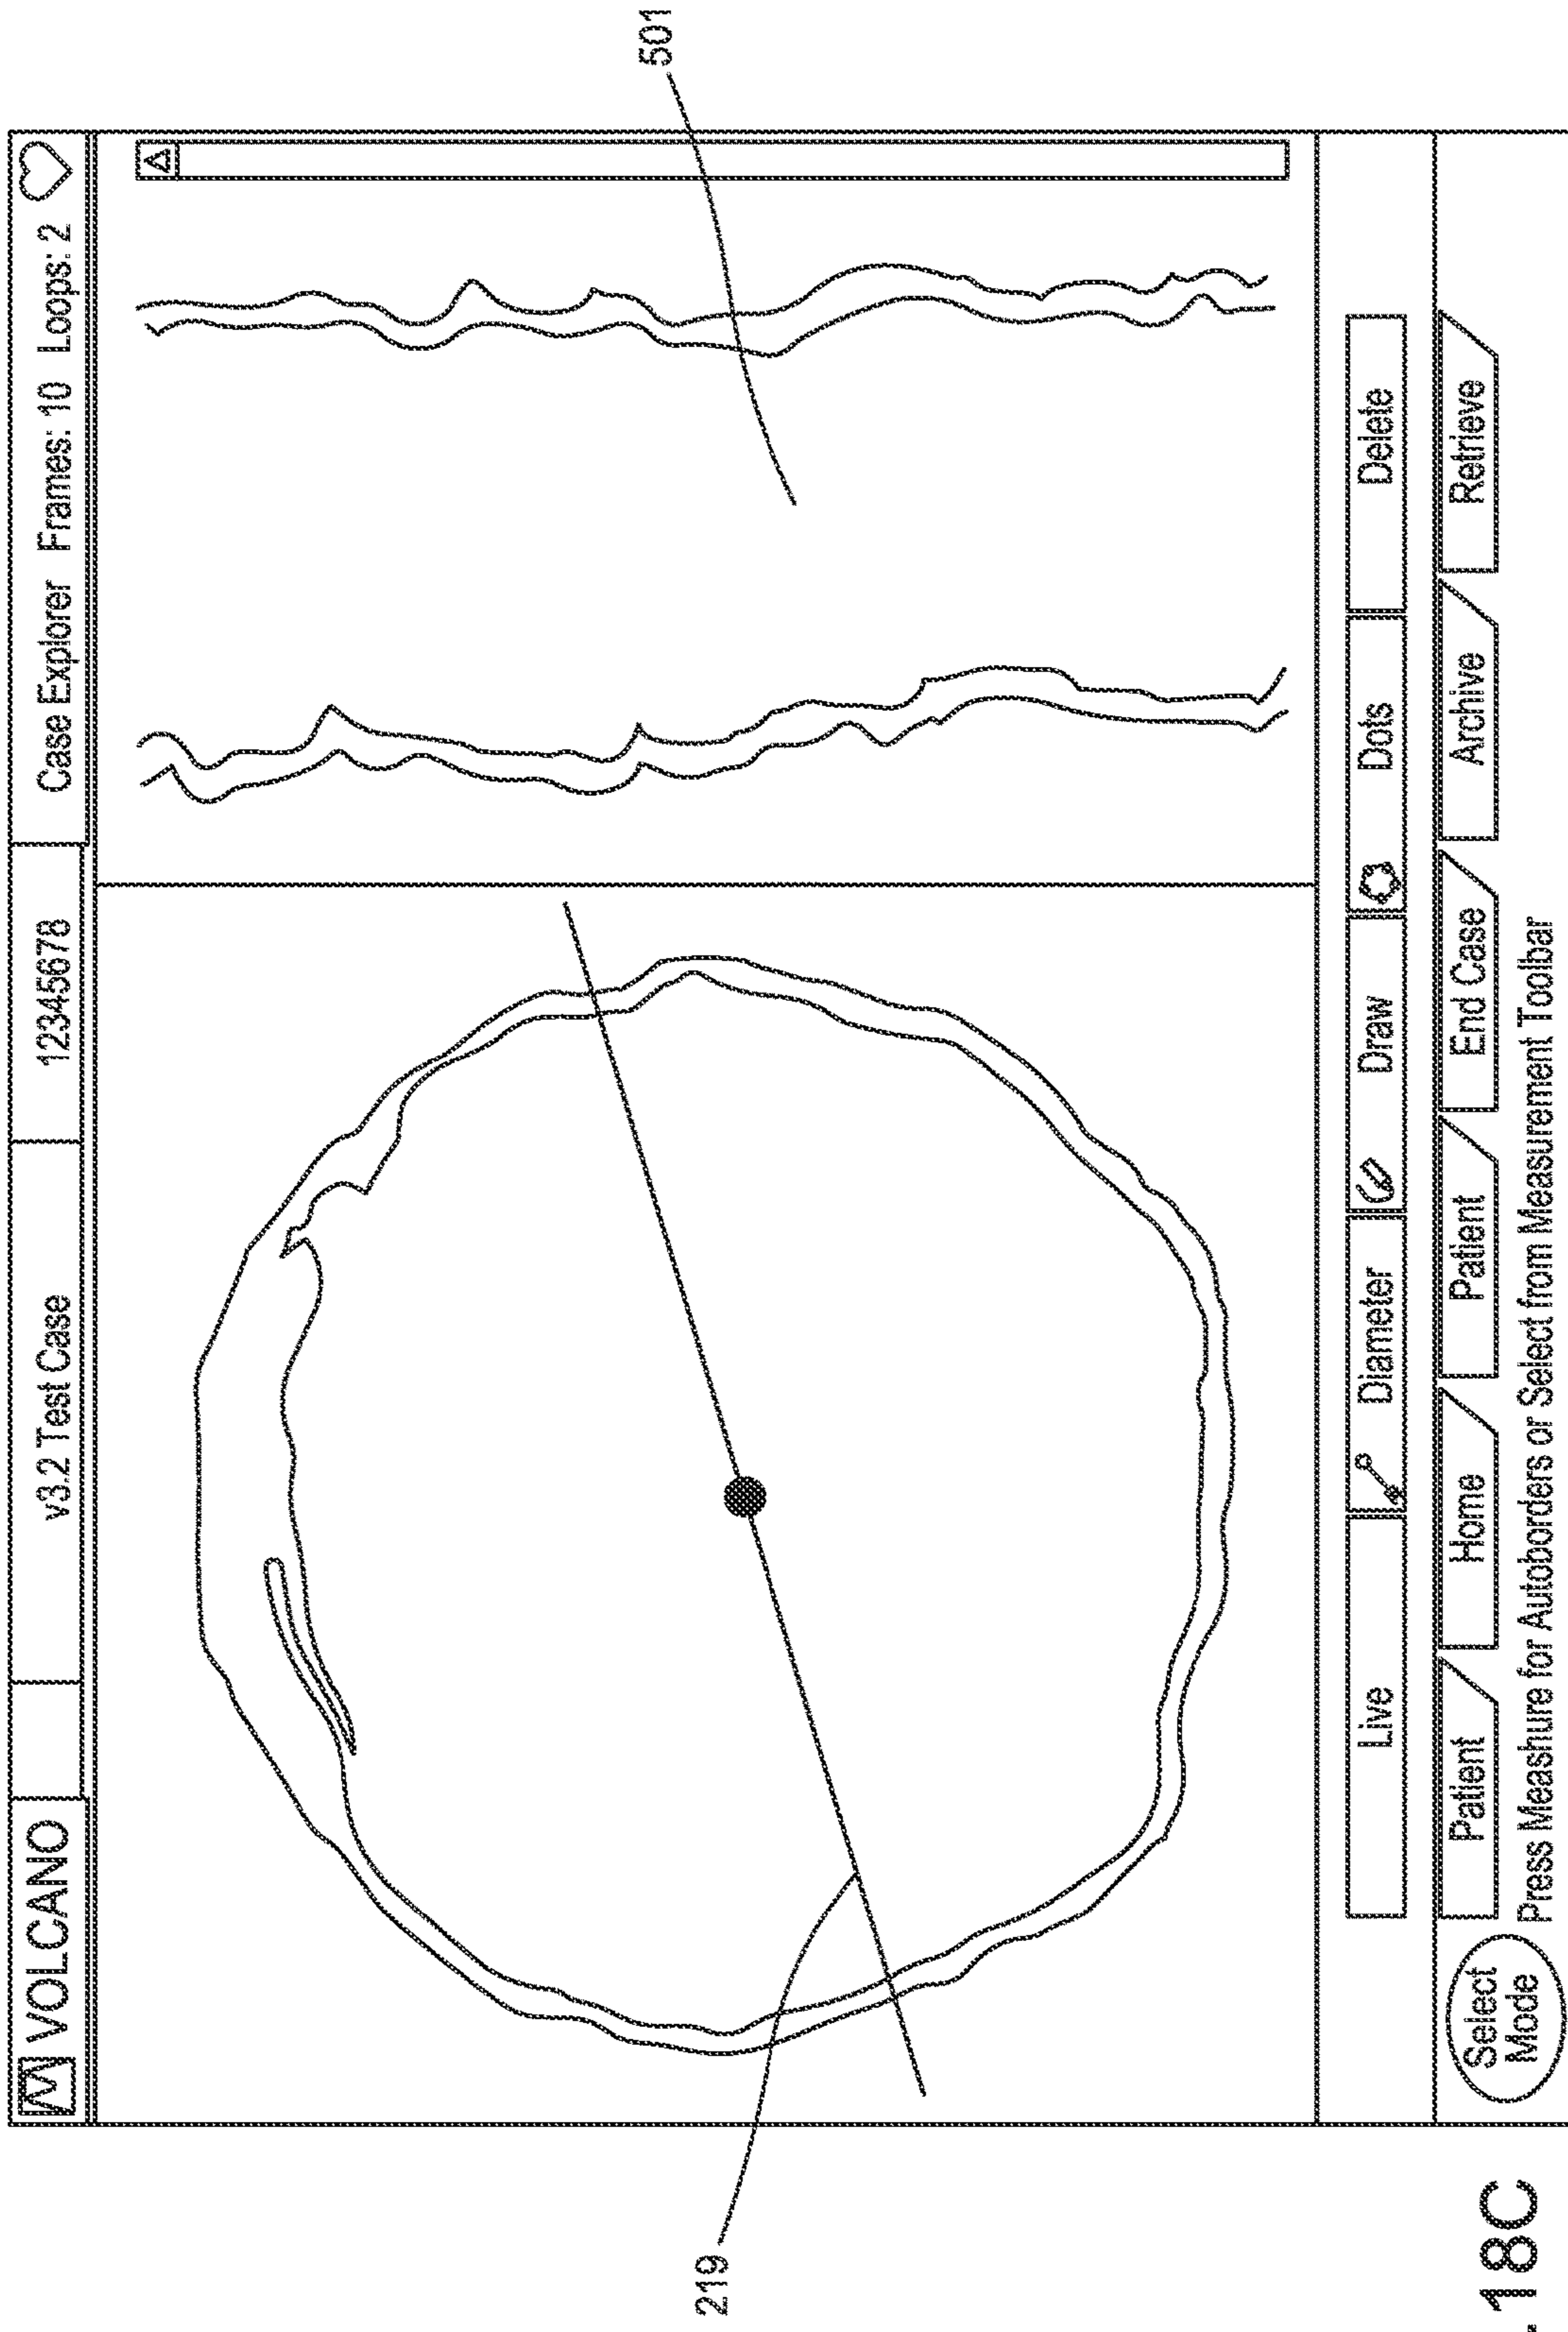 VOLCANO v3.2 Test Case 12345678 Case Explorer Frames: 10 Loops: 2
501
219
Live Diameter Draw Dots Delete
Patient Home Patient End Case Archive Retrieve
Select
Mode
Press Meashure for Autoborders or Select from Measurement Toolbar
. 18C